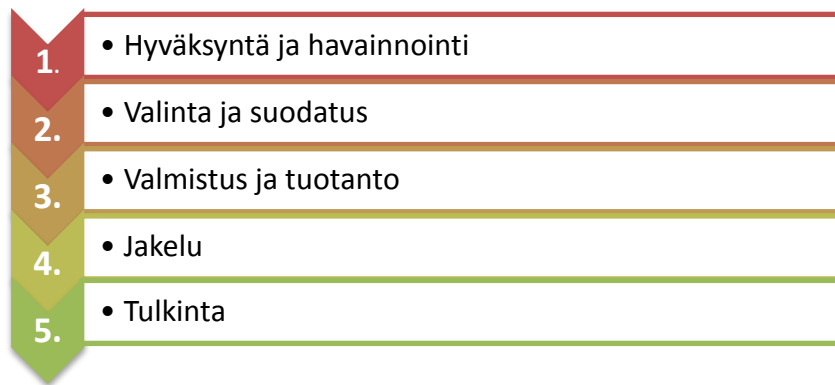 1. • Hyväksyntä ja havainnointi
2. • Valinta ja suodatus
3. • Valmistus ja tuotanto
4. • Jakelu
5. • Tulkinta